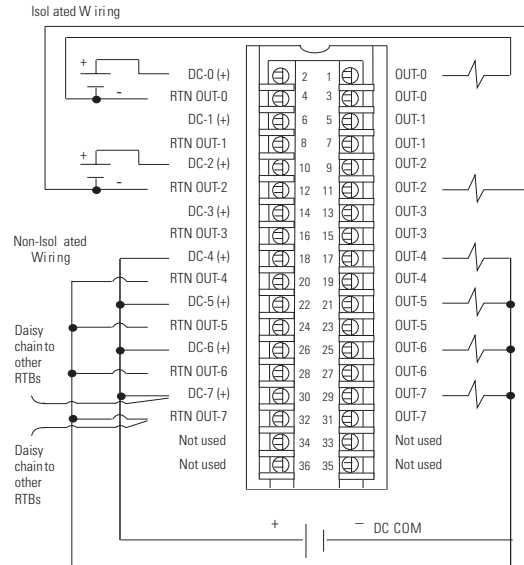 Isolated Wiring
+
DC-0 (+) 2 1 OUT-0
- RTN OUT-0 4 3 OUT-0
DC-1 (+) 6 5 OUT-1
RTN OUT-1 8 7 OUT-1
+ DC-2 (+) 10 9 OUT-2
- RTN OUT-2 12 11 OUT-2
DC-3 (+) 14 13 OUT-3
RTN OUT-3 16 15 OUT-3
Non-Isolated
Wiring
DC-4 (+) 18 17 OUT-4
RTN OUT-4 20 19 OUT-4
DC-5 (+) 22 21 OUT-5
RTN OUT-5 24 23 OUT-5
DC-6 (+) 26 25 OUT-6
RTN OUT-6 28 27 OUT-6
DC-7 (+) 30 29 OUT-7
RTN OUT-7 32 31 OUT-7
Not used 34 33 Not used
Not used 36 35 Not used
Daisy
chain to
other
RTBs
Daisy
chain to
other
RTBs
+ – DC COM